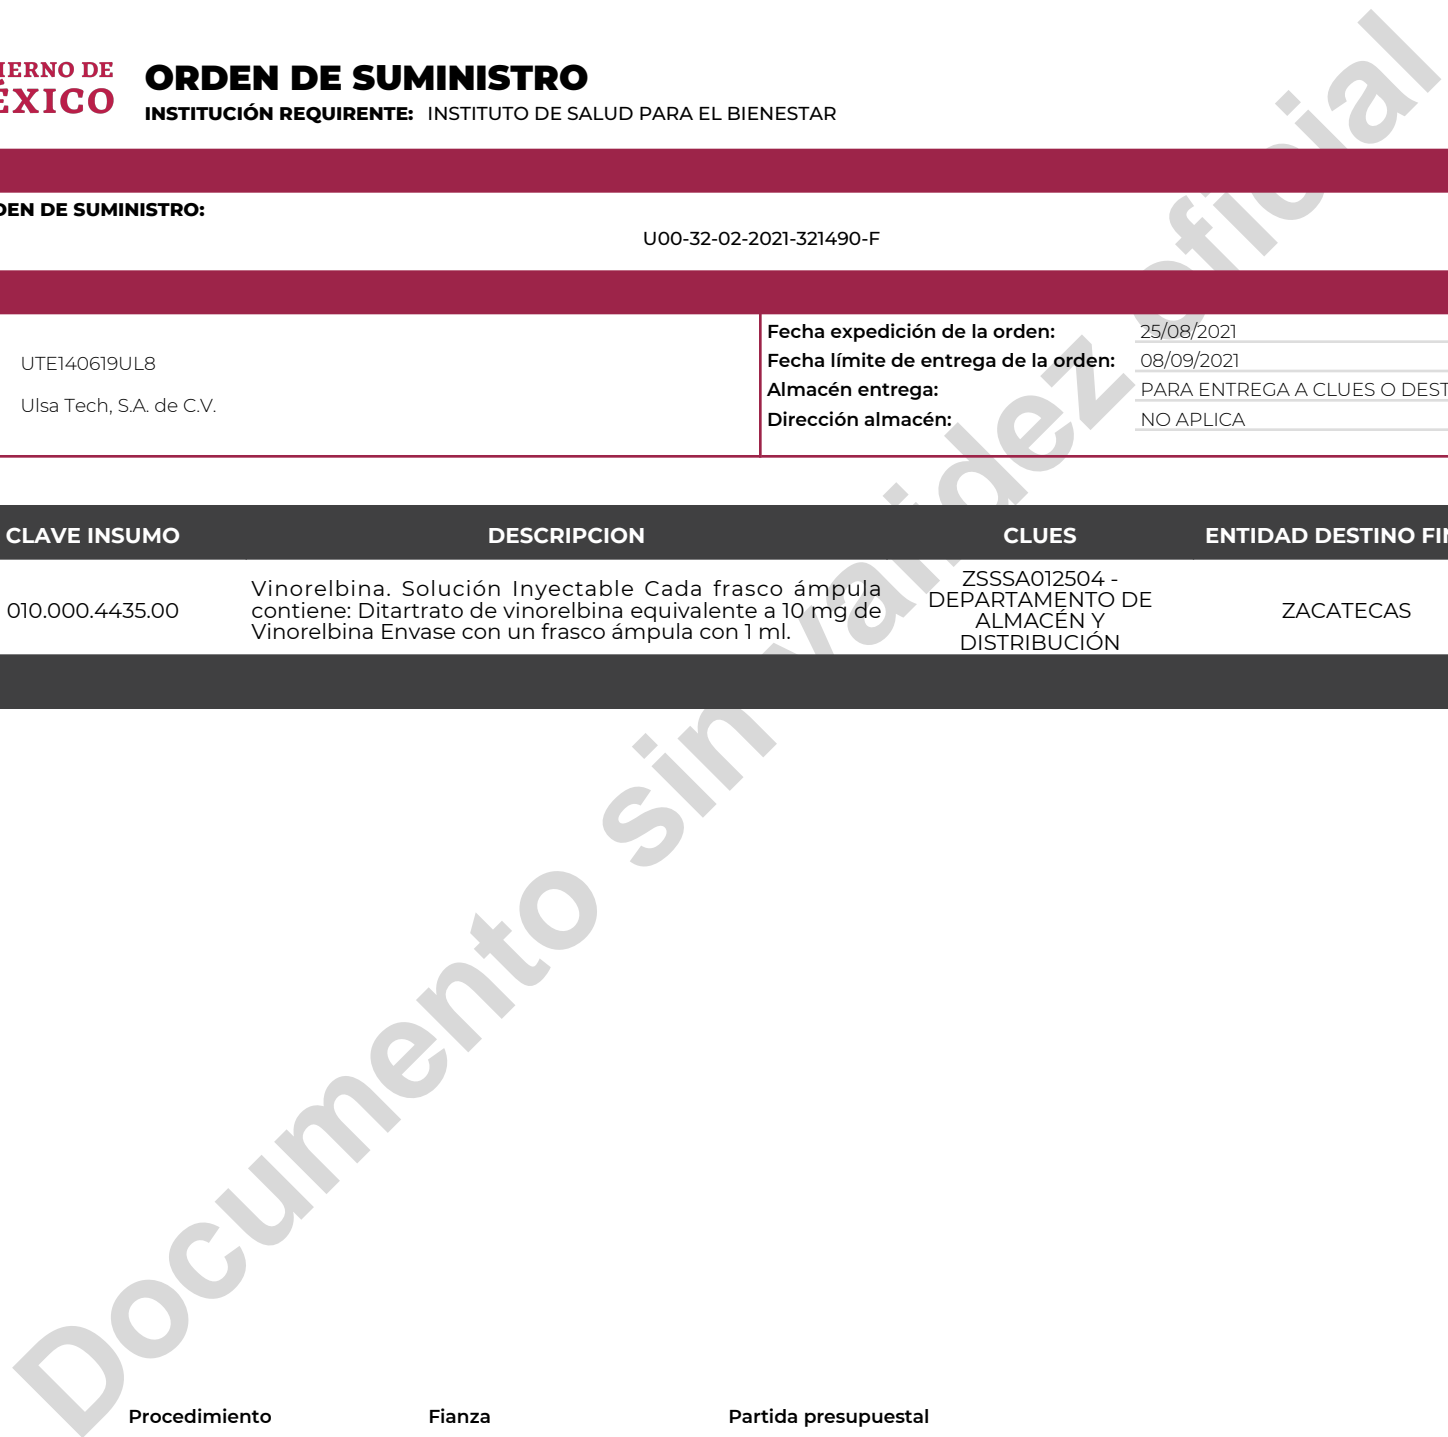 IERNO DE
ÉXICO
ORDEN DE SUMINISTRO
INSTITUCIÓN REQUIRENTE: INSTITUTO DE SALUD PARA EL BIENESTAR
DEN DE SUMINISTRO:
U00-32-02-2021-321490-F
UTE140619UL8
Ulsa Tech, S.A. de C.V.
Fecha expedición de la orden: 25/08/2021
Fecha límite de entrega de la orden: 08/09/2021
Almacén entrega: PARA ENTREGA A CLUES O DEST
Dirección almacén: NO APLICA
CLAVE INSUMO DESCRIPCION CLUES ENTIDAD DESTINO FIN
010.000.4435.00
Vinorelbina. Solución Inyectable Cada frasco ámpula
contiene: Ditartrato de vinorelbina equivalente a 10 mg de
Vinorelbina Envase con un frasco ámpula con 1 ml.
ZSSSA012504 -
DEPARTAMENTO DE
ALMACÉN Y
DISTRIBUCIÓN
ZACATECAS
Documento sin validez oficial
Procedimiento Fianza Partida presupuestal